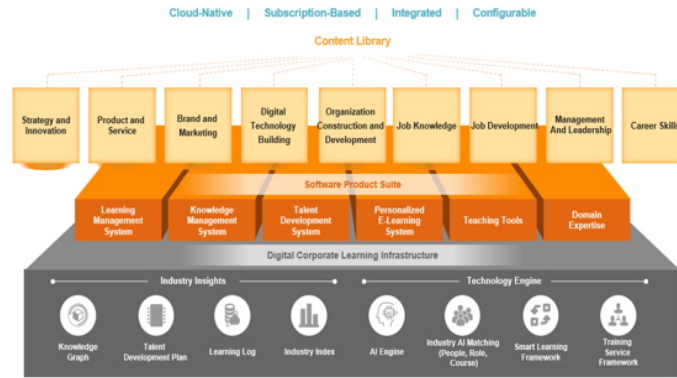 Cloud-Native | Subscription-Based | Integrated | Configurable
Content Library
Strategy and
Innovation
Product and
Service
Brand and
Marketing
Digital
Technology
Building
Organization
Construction and
Development
Job Knowledge
Job Development
Management
And Leadership
Career Skills
Software Product Suite
Learning
Management
System
Knowledge
Management
System
Talent
Development
System
Personalized
E-Learning
System
Teaching Tools
Domain
Expertise
Digital Corporate Learning Infrastructure
Industry Insights
Technology Engine
Knowledge
Graph
Talent
Development Plan
Learning Log
Industry Index
AI Engine
Industry AI Matching
(People, Role,
Course)
Smart Learning
Framework
Training
Service
Framework